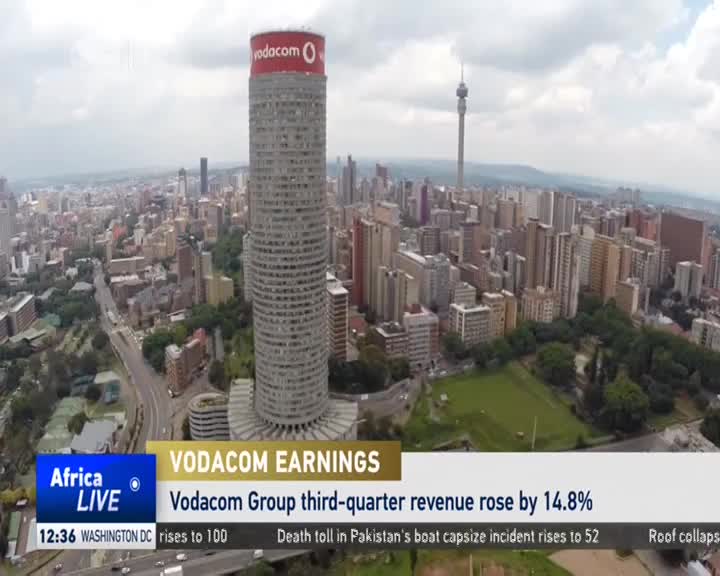 vodacom
VODACOM EARNINGS
Africa
LIVE
Vodacom Group third-quarter revenue rose by 14.8%
12:36 WASHINGTON DC
rises to 100 Death toll in Pakistan's boat capsize incident rises to 52 Roof collaps